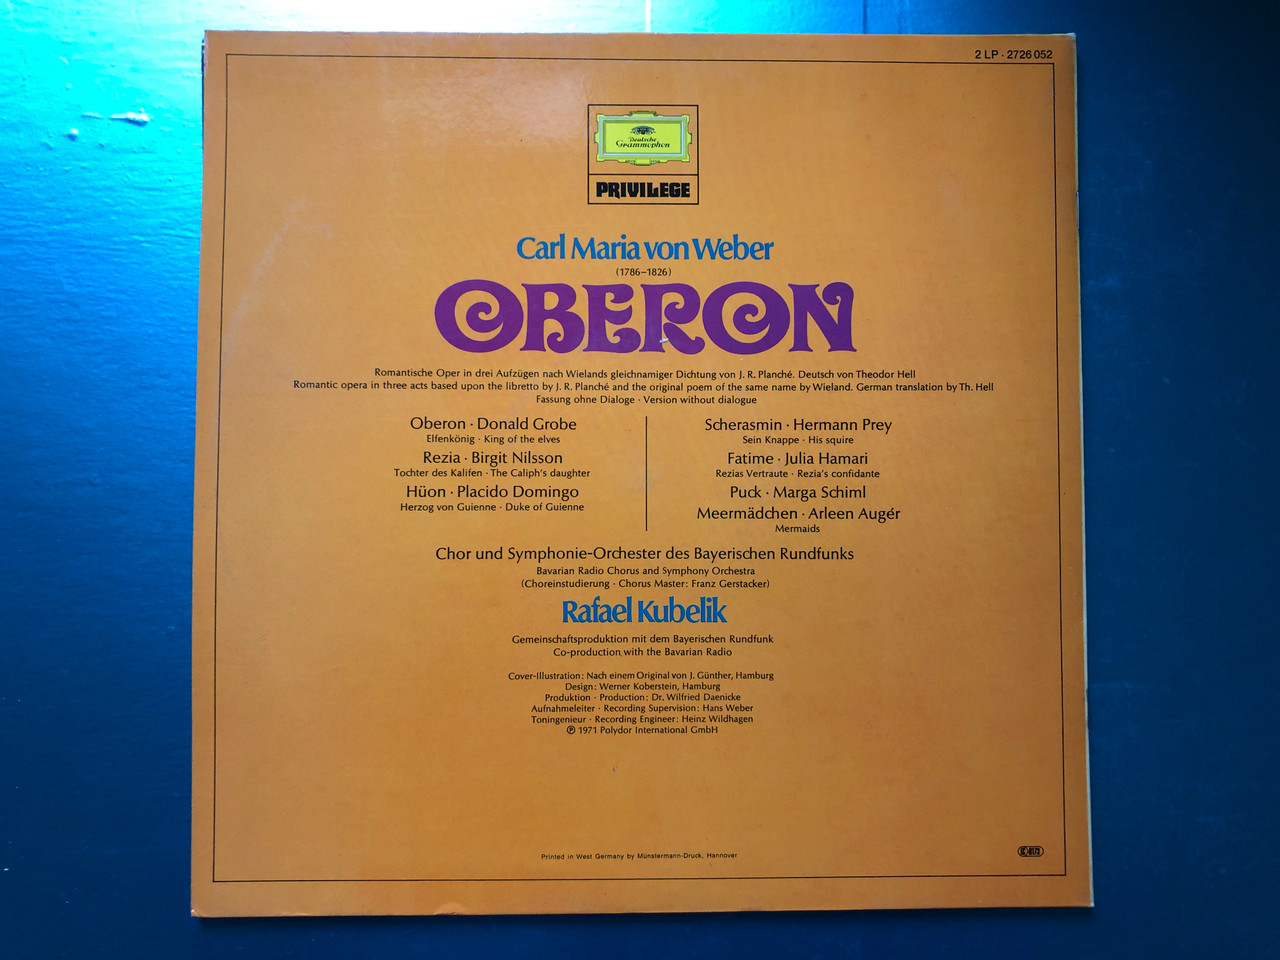 2 LP · 2726 052
Deutsche
Grammophon
PRIVILEGE
Carl Maria von Weber
(1786–1826)
OBERON
Romantische Oper in drei Aufzügen nach Wielands gleichnamiger Dichtung von J. R. Planché. Deutsch von Theodor Hell
Romantic opera in three acts based upon the libretto by J. R. Planché and the original poem of the same name by Wieland. German translation by Th. Hell
Fassung ohne Dialoge · Version without dialogue
Oberon · Donald Grobe
Elfenkönig · King of the elves
Rezia · Birgit Nilsson
Tochter des Kalifen · The Caliph's daughter
Hüon · Placido Domingo
Herzog von Guienne · Duke of Guienne
Scherasmin · Hermann Prey
Sein Knappe · His squire
Fatime · Julia Hamari
Rezias Vertraute · Rezia's confidante
Puck · Marga Schiml
Meermädchen · Arleen Augér
Mermaids
Chor und Symphonie-Orchester des Bayerischen Rundfunks
Bavarian Radio Chorus and Symphony Orchestra
(Choreinstudierung · Chorus Master: Franz Gerstacker)
Rafael Kubelik
Gemeinschaftsproduktion mit dem Bayerischen Rundfunk
Co-production with the Bavarian Radio
Cover-Illustration: Nach einem Original von J. Günther, Hamburg
Design: Werner Koberstein, Hamburg
Produktion · Production: Dr. Wilfried Daenicke
Aufnahmeleiter · Recording Supervision: Hans Weber
Toningenieur · Recording Engineer: Heinz Wildhagen
℗ 1971 Polydor International GmbH
Printed in West Germany by Münstermann-Druck, Hannover